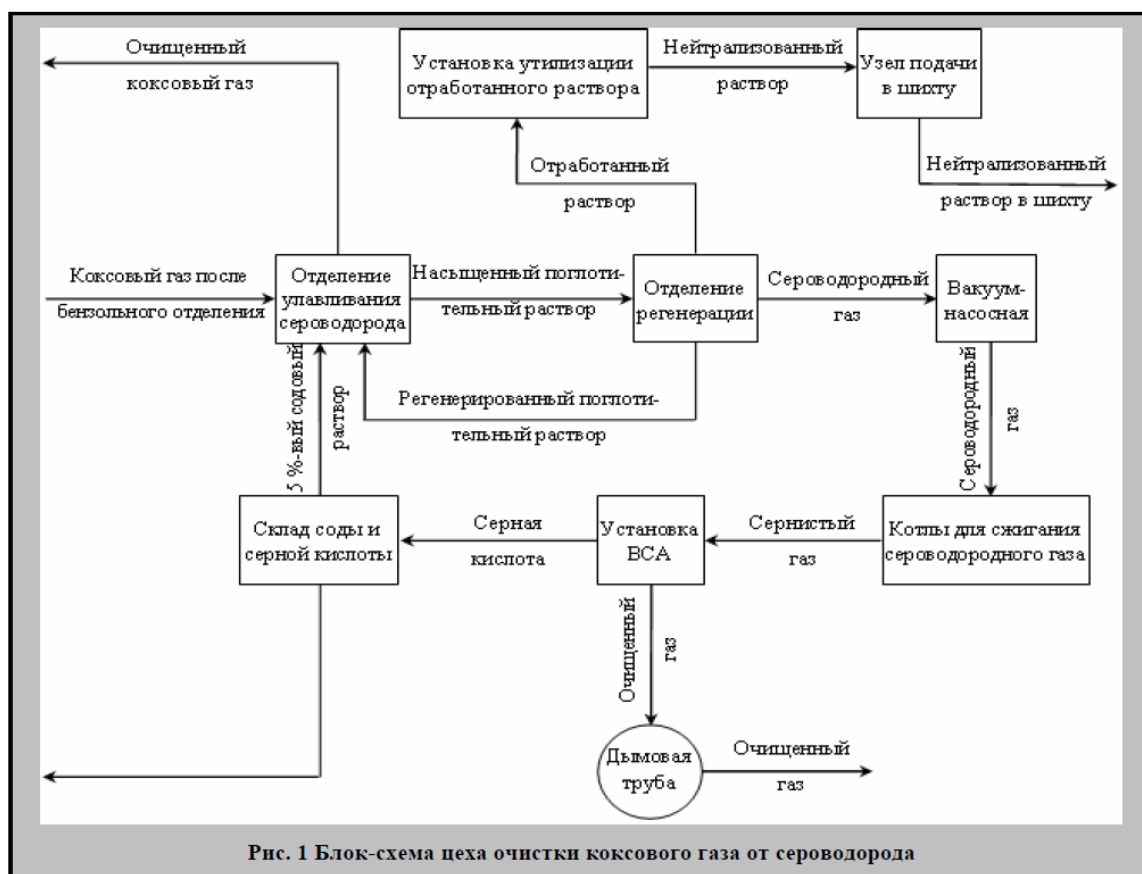 Очищенный
коксовый газ
Установка утилизации
отработанного раствора
Нейтрализованный
раствор
Узел подачи
в шихту
Отработанный
раствор
Нейтрализованный
раствор в шихту
Коксовый газ после
бензольного отделения
Отделение
улавливания
сероводорода
Насыщенный поглоти-
тельный раствор
Отделение
регенерации
Сероводородный
газ
Вакуум-
насосная
5 %-вый содовый
раствор
Регенерированный поглоти-
тельный раствор
Сероводородный
газ
Склад соды и
серной кислоты
Серная
кислота
Установка
ВСА
Сернистый
газ
Котлы для сжигания
сероводородного газа
Очищенный
газ
Дымовая
труба
Очищенный
газ
Рис. 1 Блок-схема цеха очистки коксового газа от сероводорода